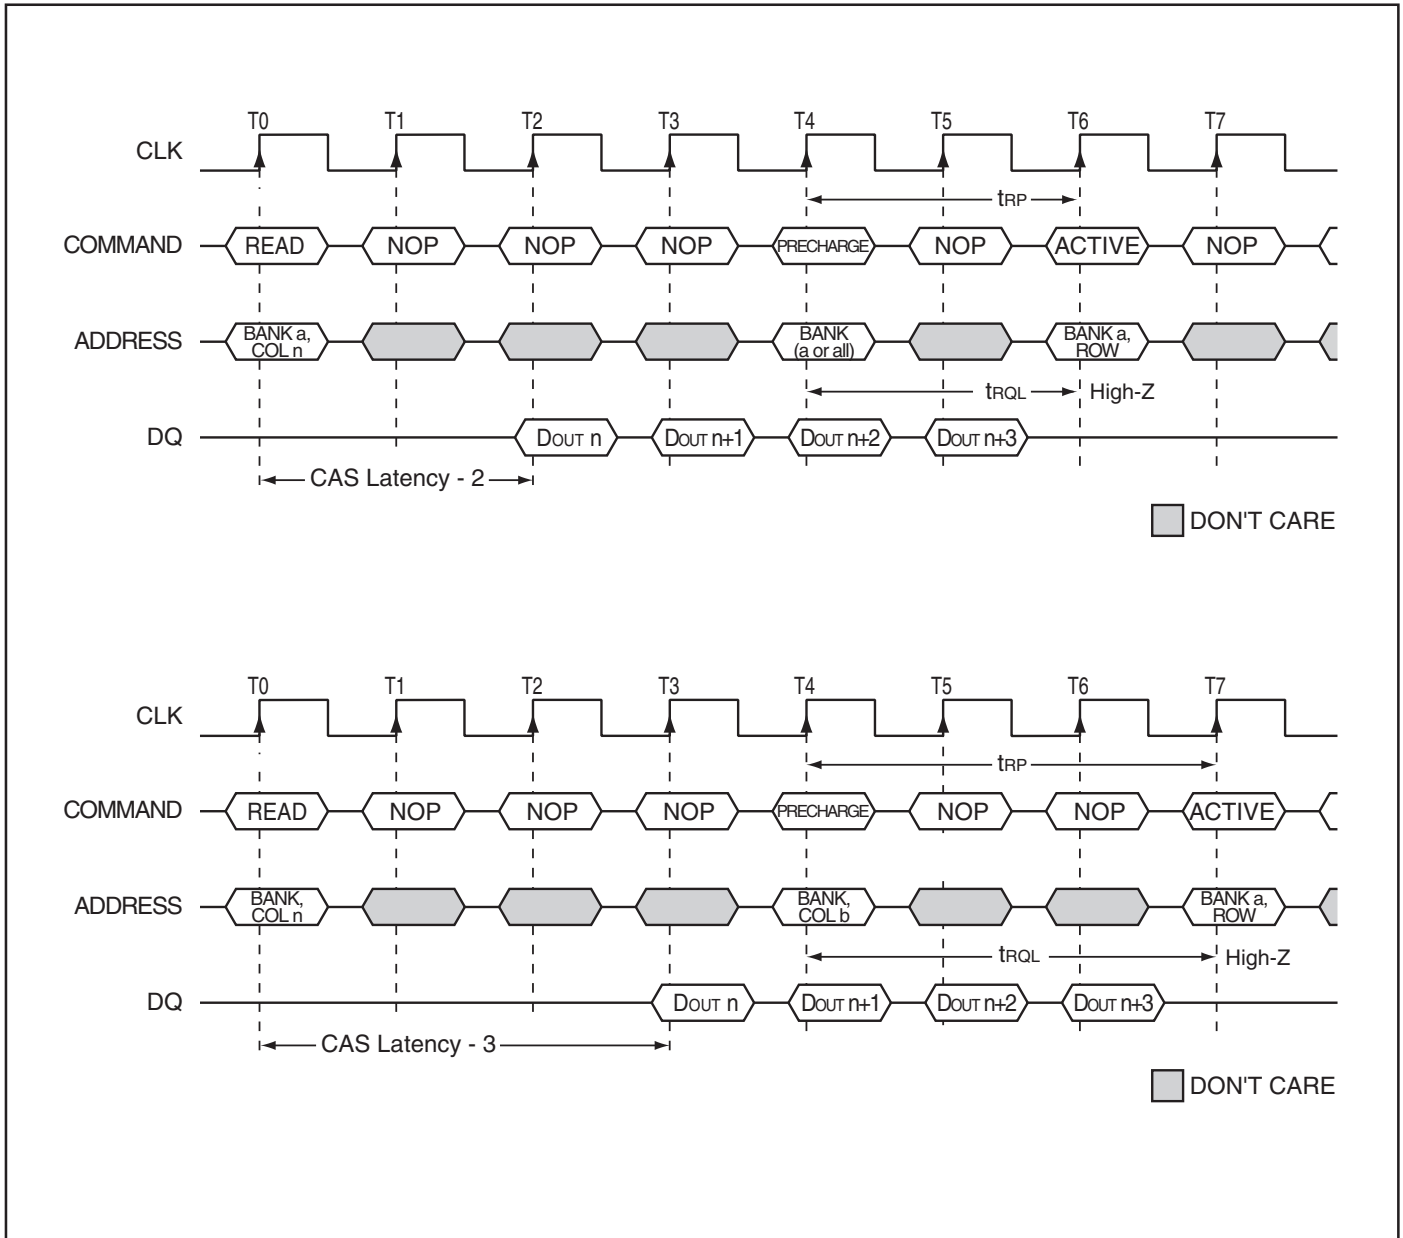 T0 T1 T2 T3 T4 T5 T6 T7
CLK
tRP
COMMAND READ NOP NOP NOP PRECHARGE NOP ACTIVE NOP
ADDRESS BANK a, BANK BANK a,
COL n (a or all) ROW
tRQL High-Z
DQ DOUT n DOUT n+1 DOUT n+2 DOUT n+3
CAS Latency - 2
DON'T CARE
T0 T1 T2 T3 T4 T5 T6 T7
CLK
tRP
COMMAND READ NOP NOP NOP PRECHARGE NOP NOP ACTIVE
ADDRESS BANK, BANK, BANK a,
COL n COL b ROW
tRQL High-Z
DQ DOUT n DOUT n+1 DOUT n+2 DOUT n+3
CAS Latency - 3
DON'T CARE